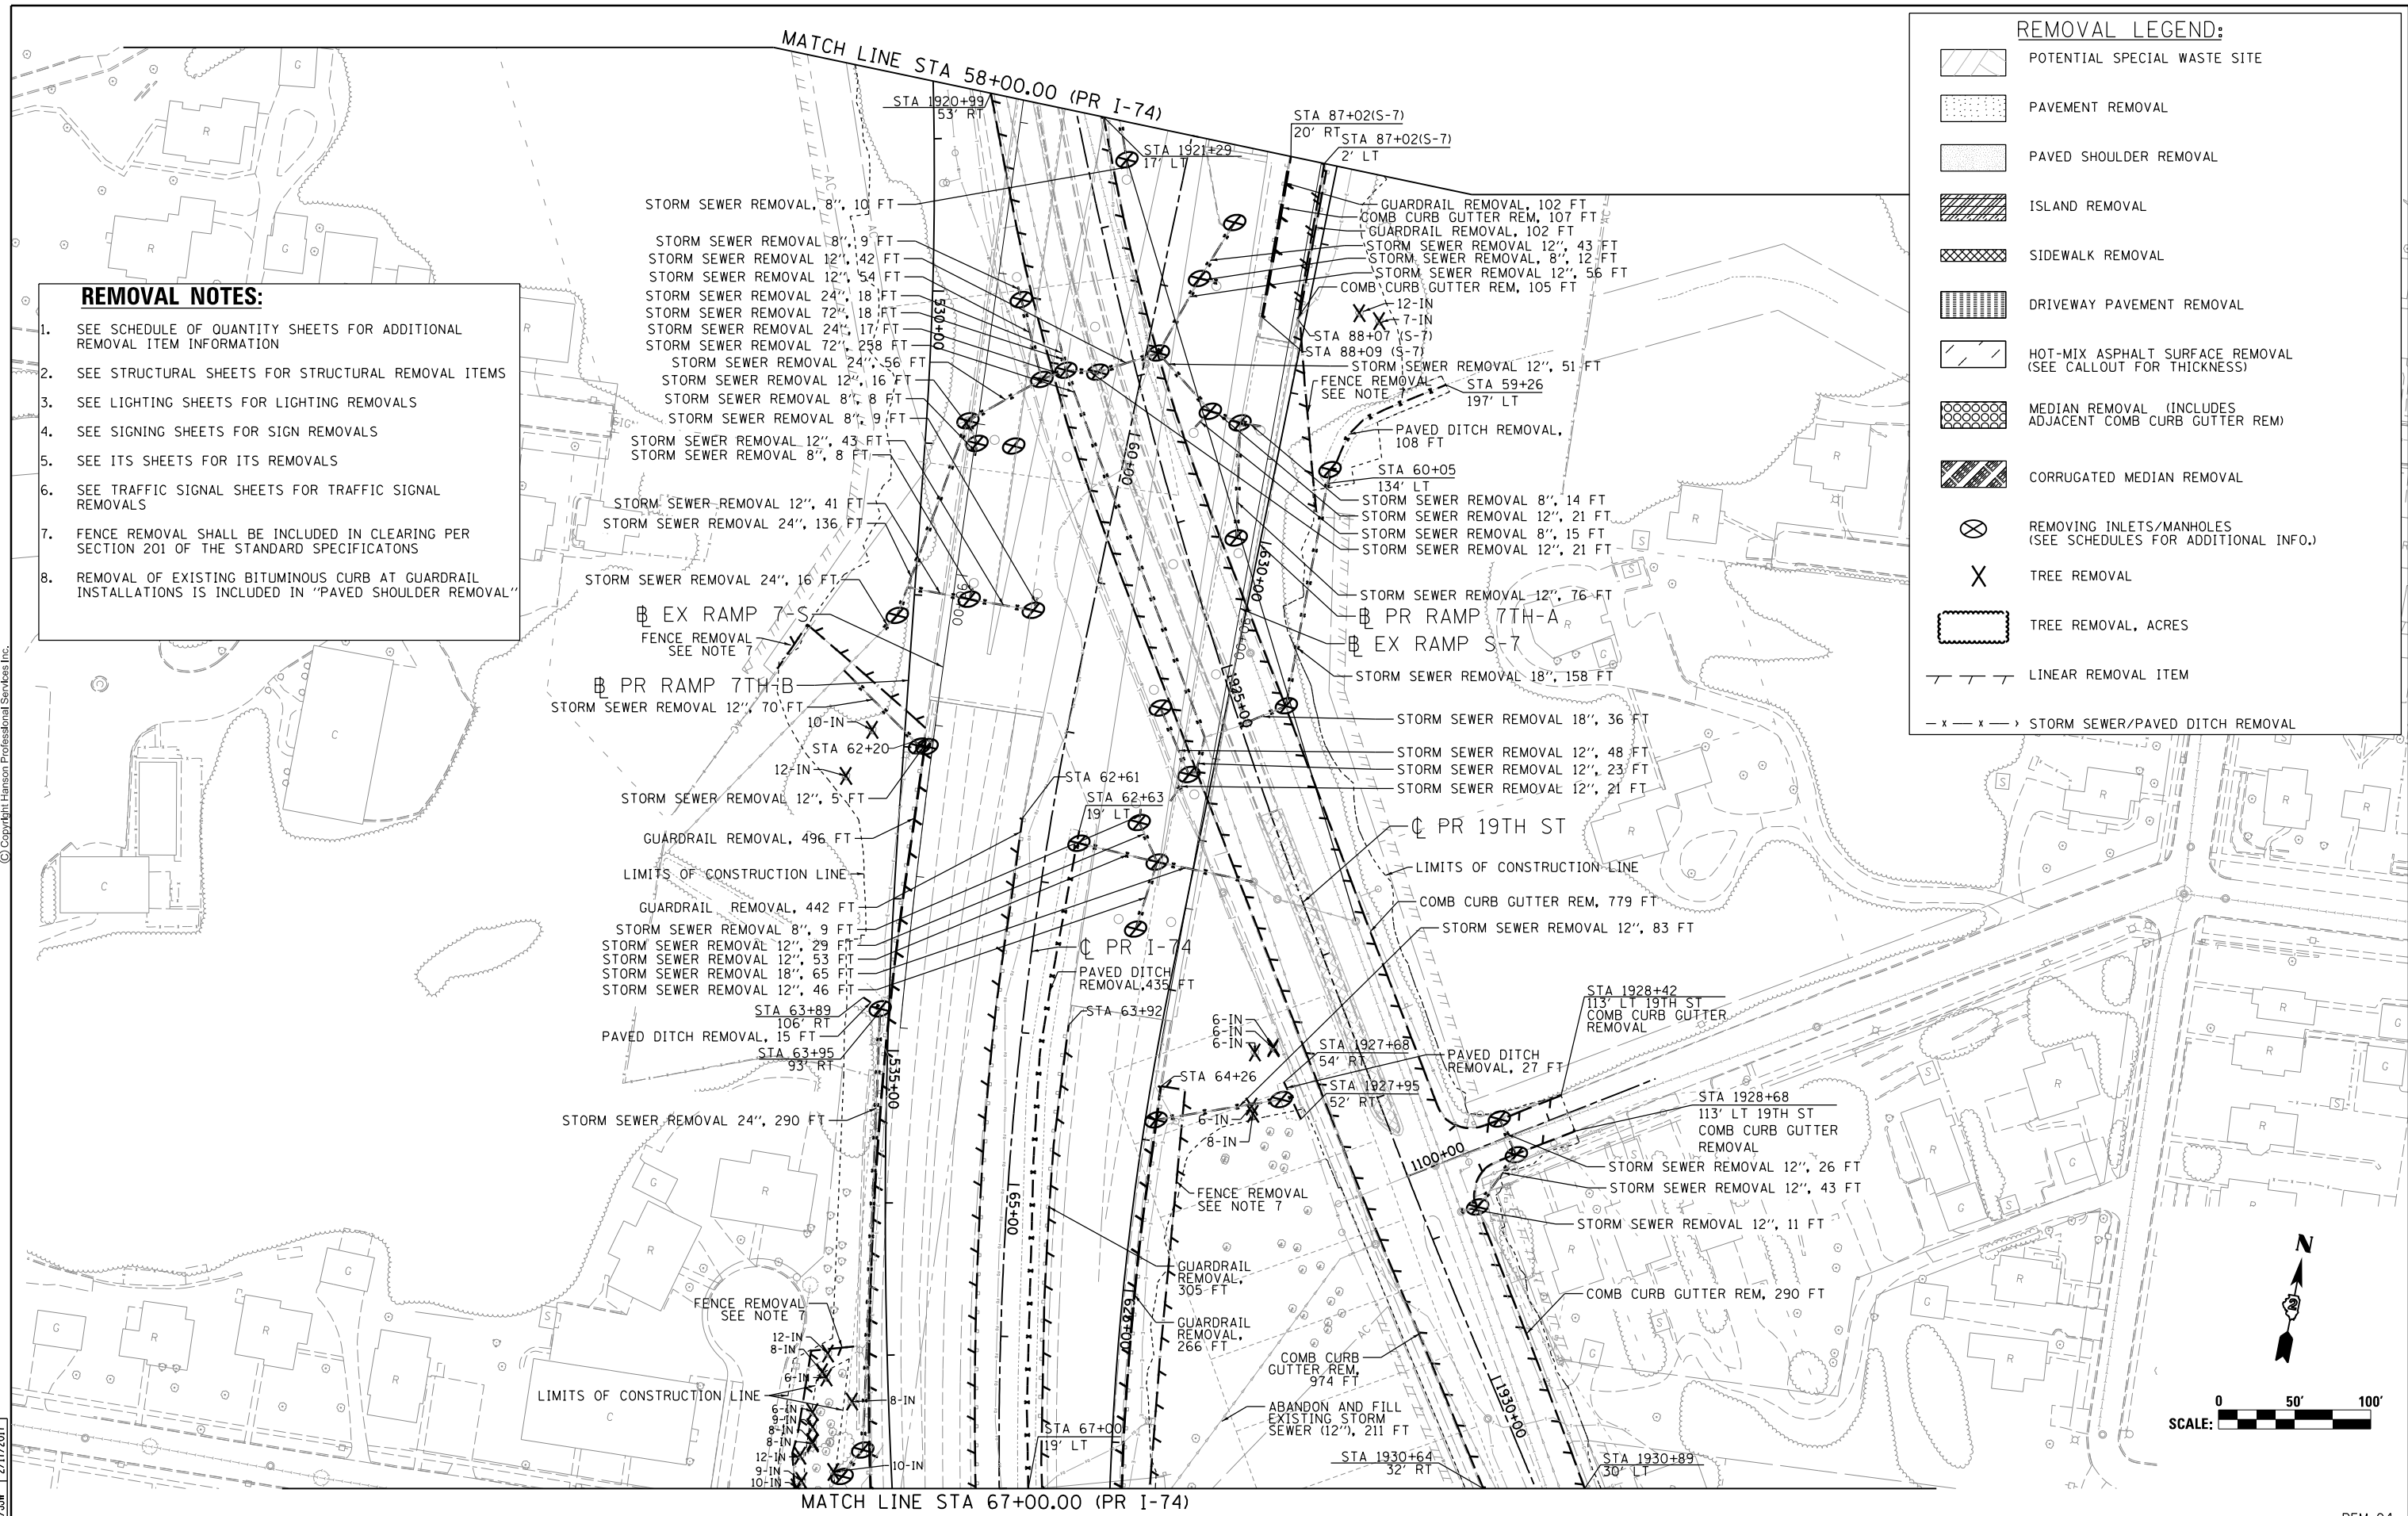 MATCH LINE STA 58+00.00 (PR I-74)
REMOVAL LEGEND:
POTENTIAL SPECIAL WASTE SITE
PAVEMENT REMOVAL
PAVED SHOULDER REMOVAL
ISLAND REMOVAL
SIDEWALK REMOVAL
DRIVEWAY PAVEMENT REMOVAL
HOT-MIX ASPHALT SURFACE REMOVAL
(SEE CALLOUT FOR THICKNESS)
MEDIAN REMOVAL (INCLUDES
ADJACENT COMB CURB GUTTER REM)
CORRUGATED MEDIAN REMOVAL
REMOVING INLETS/MANHOLES
(SEE SCHEDULES FOR ADDITIONAL INFO.)
TREE REMOVAL
TREE REMOVAL, ACRES
LINEAR REMOVAL ITEM
STORM SEWER/PAVED DITCH REMOVAL
REMOVAL NOTES:
1. SEE SCHEDULE OF QUANTITY SHEETS FOR ADDITIONAL
REMOVAL ITEM INFORMATION
2. SEE STRUCTURAL SHEETS FOR STRUCTURAL REMOVAL ITEMS
3. SEE LIGHTING SHEETS FOR LIGHTING REMOVALS
4. SEE SIGNING SHEETS FOR SIGN REMOVALS
5. SEE ITS SHEETS FOR ITS REMOVALS
6. SEE TRAFFIC SIGNAL SHEETS FOR TRAFFIC SIGNAL
REMOVALS
7. FENCE REMOVAL SHALL BE INCLUDED IN CLEARING PER
SECTION 201 OF THE STANDARD SPECIFICATONS
8. REMOVAL OF EXISTING BITUMINOUS CURB AT GUARDRAIL
INSTALLATIONS IS INCLUDED IN "PAVED SHOULDER REMOVAL"
STA 1920+99
53' RT
STA 1921+29
17' LT
STA 87+02(S-7)
20' RT
STA 87+02(S-7)
2' LT
STORM SEWER REMOVAL, 8", 10 FT
STORM SEWER REMOVAL 8", 9 FT
STORM SEWER REMOVAL 12", 42 FT
STORM SEWER REMOVAL 12", 54 FT
STORM SEWER REMOVAL 24", 18 FT
STORM SEWER REMOVAL 72", 18 FT
STORM SEWER REMOVAL 24", 17 FT
STORM SEWER REMOVAL 72", 258 FT
STORM SEWER REMOVAL 24", 56 FT
STORM SEWER REMOVAL 12", 16 FT
STORM SEWER REMOVAL 8", 8 FT
STORM SEWER REMOVAL 8", 9 FT
STORM SEWER REMOVAL 12", 43 FT
STORM SEWER REMOVAL 8", 8 FT
STORM SEWER REMOVAL 12", 41 FT
STORM SEWER REMOVAL 24", 136 FT
STORM SEWER REMOVAL 24", 16 FT
BL EX RAMP 7-S
FENCE REMOVAL
SEE NOTE 7
BL PR RAMP 7TH-B
STORM SEWER REMOVAL 12", 70 FT
10-IN
STA 62+20
12-IN
STORM SEWER REMOVAL 12", 5 FT
GUARDRAIL REMOVAL, 496 FT
LIMITS OF CONSTRUCTION LINE
GUARDRAIL REMOVAL, 442 FT
STORM SEWER REMOVAL 8", 9 FT
STORM SEWER REMOVAL 12", 29 FT
STORM SEWER REMOVAL 12", 53 FT
STORM SEWER REMOVAL 18", 65 FT
STORM SEWER REMOVAL 12", 46 FT
STA 63+89
106' RT
PAVED DITCH REMOVAL, 15 FT
STA 63+95
93' RT
STORM SEWER REMOVAL 24", 290 FT
FENCE REMOVAL
SEE NOTE 7
12-IN
8-IN
6-IN
LIMITS OF CONSTRUCTION LINE
8-IN
6-IN
9-IN
8-IN
8-IN
12-IN
9-IN
10-IN
10-IN
GUARDRAIL REMOVAL, 102 FT
COMB CURB GUTTER REM, 107 FT
GUARDRAIL REMOVAL, 102 FT
STORM SEWER REMOVAL 12", 43 FT
STORM SEWER REMOVAL, 8", 12 FT
STORM SEWER REMOVAL 12", 56 FT
COMB CURB GUTTER REM, 105 FT
12-IN
7-IN
STA 88+07 (S-7)
STA 88+09 (S-7)
STORM SEWER REMOVAL 12", 51 FT
FENCE REMOVAL
SEE NOTE 7
STA 59+26
197' LT
PAVED DITCH REMOVAL,
108 FT
STA 60+05
134' LT
STORM SEWER REMOVAL 8", 14 FT
STORM SEWER REMOVAL 12", 21 FT
STORM SEWER REMOVAL 8", 15 FT
STORM SEWER REMOVAL 12", 21 FT
STORM SEWER REMOVAL 12", 76 FT
BL PR RAMP 7TH-A
BL EX RAMP S-7
STORM SEWER REMOVAL 18", 158 FT
STORM SEWER REMOVAL 18", 36 FT
STORM SEWER REMOVAL 12", 48 FT
STORM SEWER REMOVAL 12", 23 FT
STORM SEWER REMOVAL 12", 21 FT
STA 62+61
STA 62+63
19' LT
CL PR 19TH ST
LIMITS OF CONSTRUCTION LINE
COMB CURB GUTTER REM, 779 FT
STORM SEWER REMOVAL 12", 83 FT
CL PR I-74
PAVED DITCH
REMOVAL,435 FT
STA 63+92
6-IN
6-IN
6-IN
STA 1927+68
54' RT
STA 64+26
STA 1927+95
52' RT
6-IN
8-IN
PAVED DITCH
REMOVAL, 27 FT
STA 1928+42
113' LT 19TH ST
COMB CURB GUTTER
REMOVAL
STA 1928+68
113' LT 19TH ST
COMB CURB GUTTER
REMOVAL
STORM SEWER REMOVAL 12", 26 FT
STORM SEWER REMOVAL 12", 43 FT
STORM SEWER REMOVAL 12", 11 FT
COMB CURB GUTTER REM, 290 FT
FENCE REMOVAL
SEE NOTE 7
GUARDRAIL
REMOVAL,
305 FT
GUARDRAIL
REMOVAL,
266 FT
COMB CURB
GUTTER REM,
974 FT
ABANDON AND FILL
EXISTING STORM
SEWER (12"), 211 FT
STA 67+00
19' LT
STA 1930+64
32' RT
STA 1930+89
30' LT
530+00
60+00
630+00
1925+00
535+00
65+00
628+00
1100+00
1930+00
N
0 50' 100'
SCALE:
MATCH LINE STA 67+00.00 (PR I-74)
© Copyright Hanson Professional Services Inc.